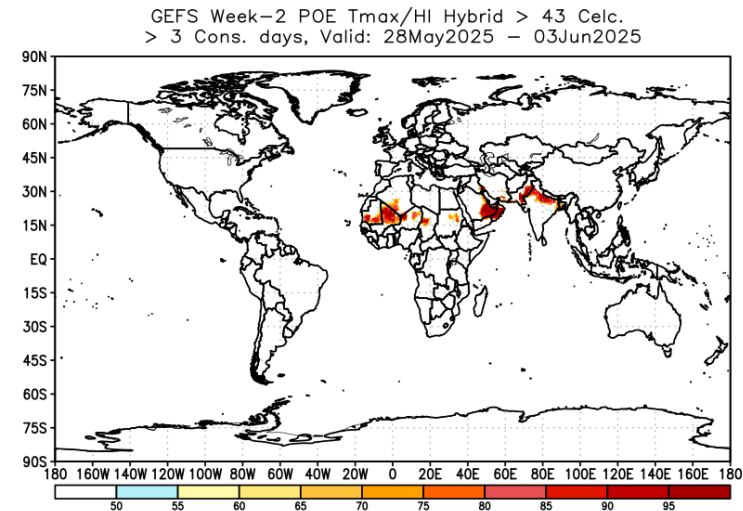 GEFS Week-2 POE Tmax/HI Hybrid > 43 Celc.
> 3 Cons. days, Valid: 28May2025 - 03Jun2025
90N
75N
60N
45N
30N
15N
EQ
15S
30S
45S
60S
75S
90S
180 160W 140W 120W 100W 80W 60W 40W 20W 0 20E 40E 60E 80E 100E 120E 140E 160E 180
50 55 60 65 70 75 80 85 90 95